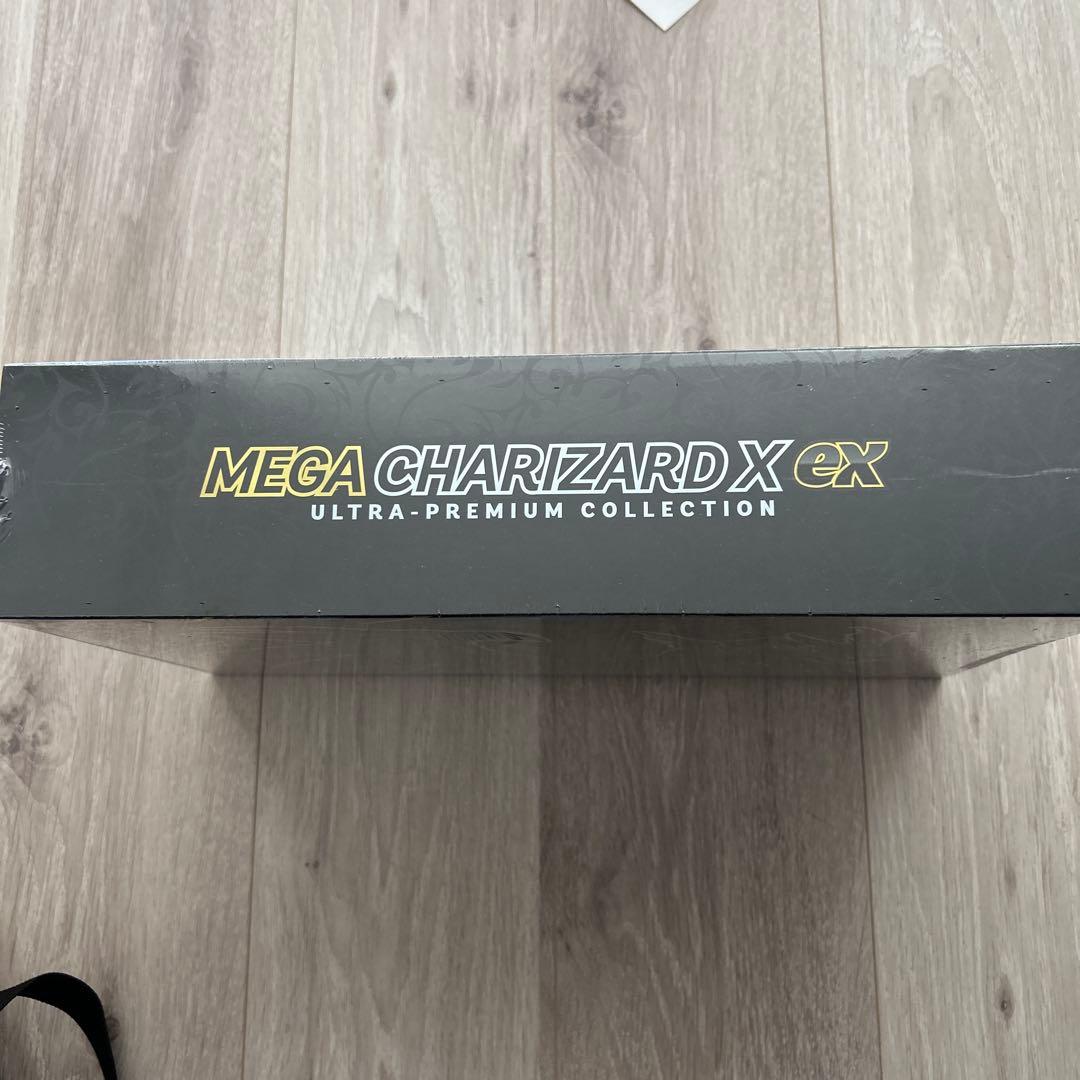 MEGA CHARIZARD X ex
ULTRA-PREMIUM COLLECTION